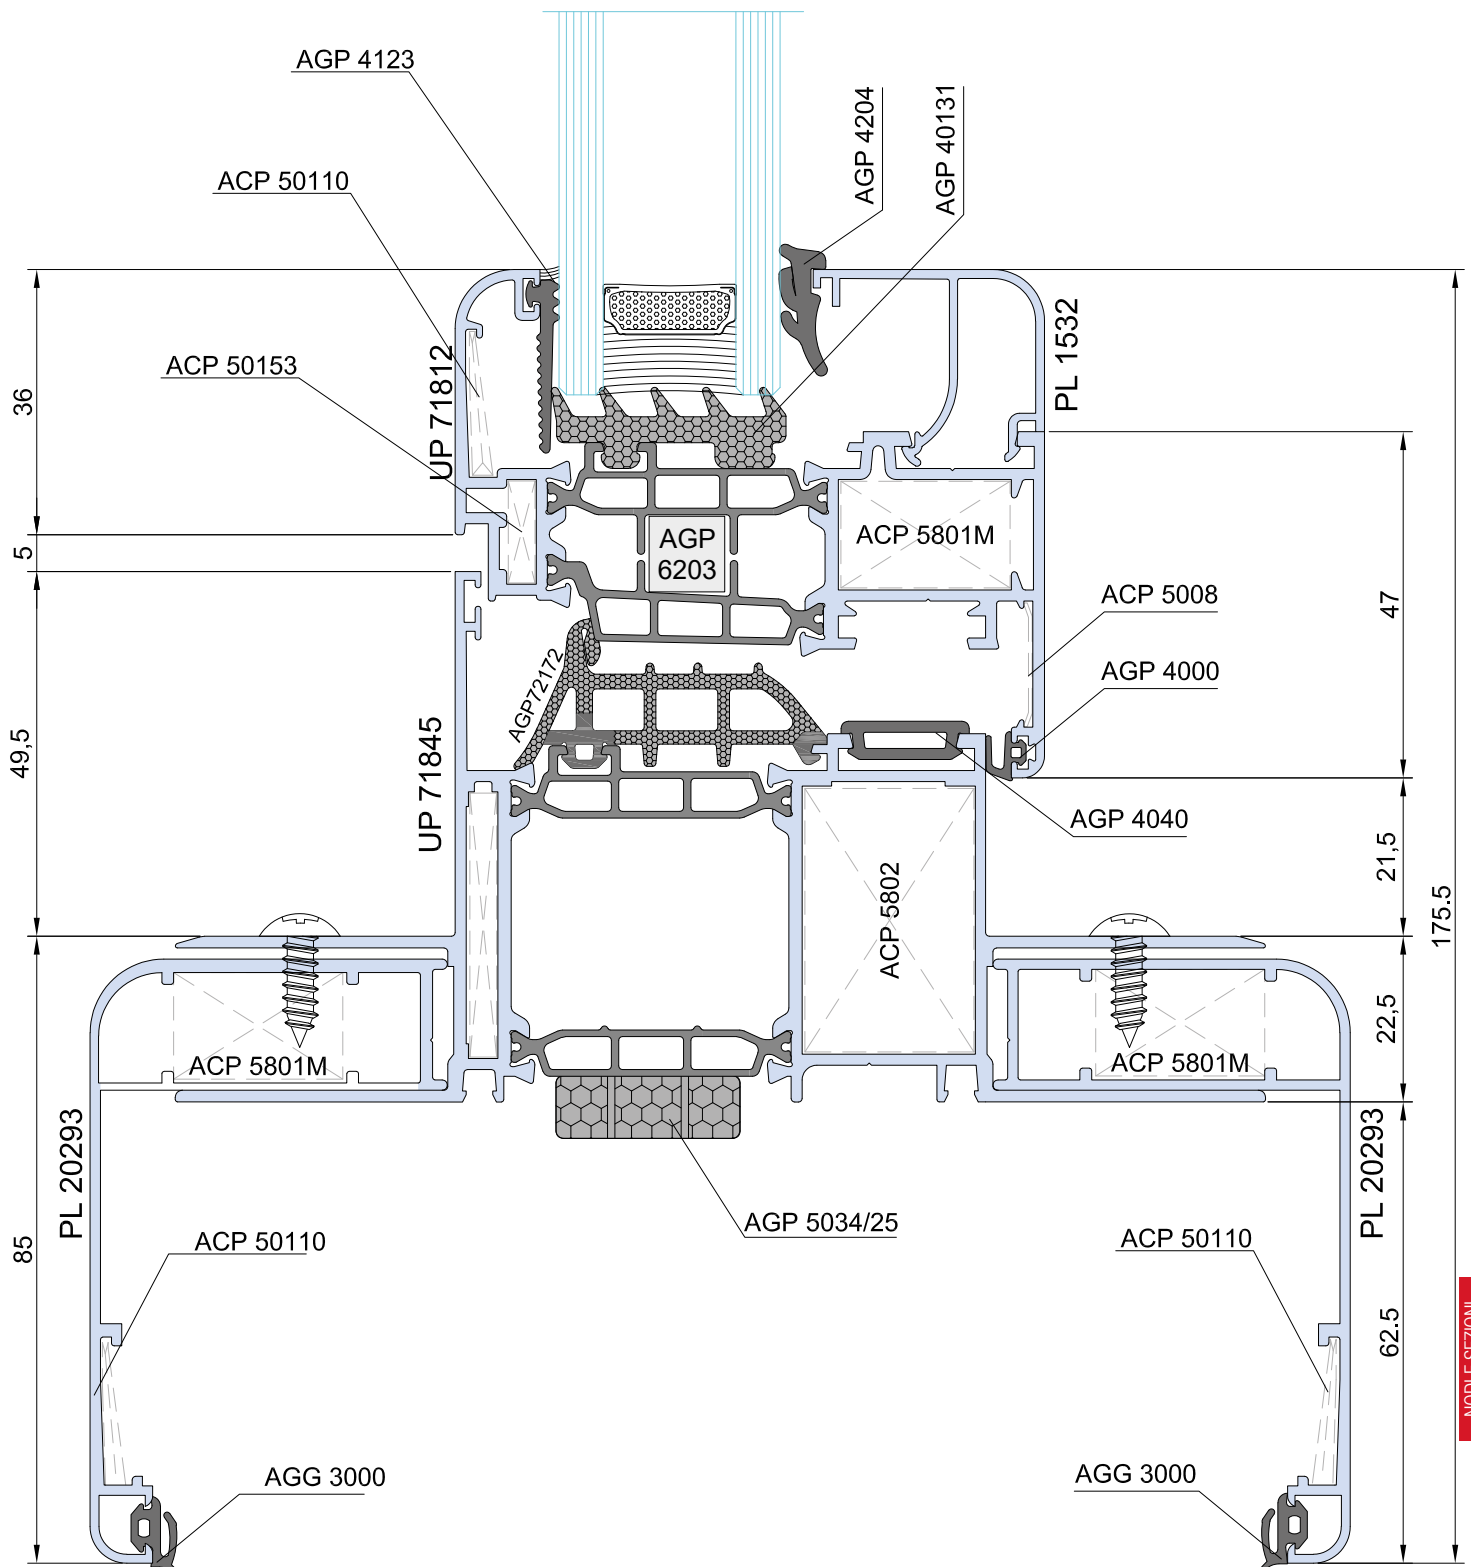 AGP 4123
AGP 4204
AGP 40131
ACP 50110
ACP 50153
UP 71812
PL 1532
36
5
49,5
85
AGP
6203
ACP 5801M
ACP 5008
AGP 4000
47
AGP72172
UP 71845
AGP 4040
21,5
175.5
ACP 5802
22,5
ACP 5801M
ACP 5801M
PL 20293
PL 20293
AGP 5034/25
ACP 50110
ACP 50110
62.5
AGG 3000
AGG 3000